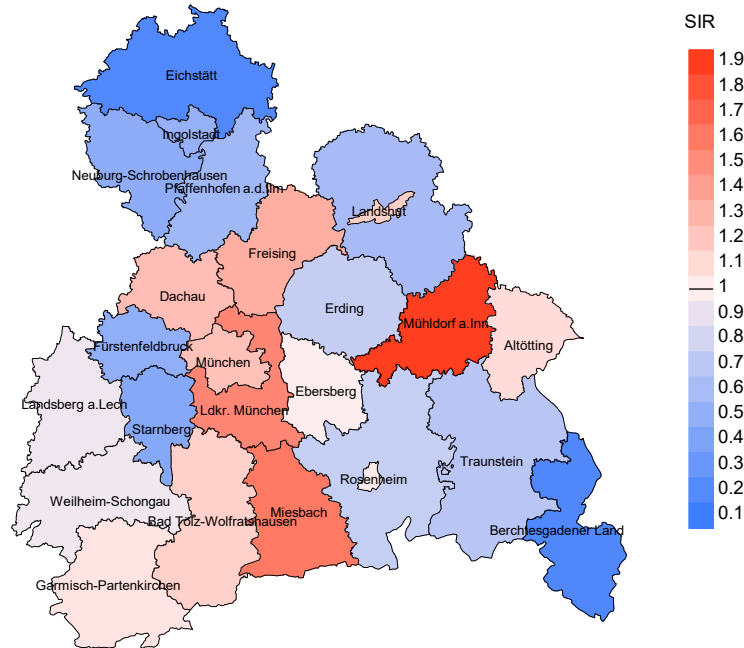 SIR
1.9
1.8
1.7
1.6
1.5
1.4
1.3
1.2
1.1
1
0.9
0.8
0.7
0.6
0.5
0.4
0.3
0.2
0.1
Eichstätt
Ingolstadt
Neuburg-Schrobenhausen
Pfaffenhofen a.d.Ilm
Landshut
Freising
Dachau
Erding
Mühldorf a.Inn
Altötting
Fürstenfeldbruck
München
Ebersberg
Landsberg a.Lech
Ldkr. München
Starnberg
Traunstein
Rosenheim
Weilheim-Schongau
Miesbach
Bad Tölz-Wolfratshausen
Berchtesgadener Land
Garmisch-Partenkirchen